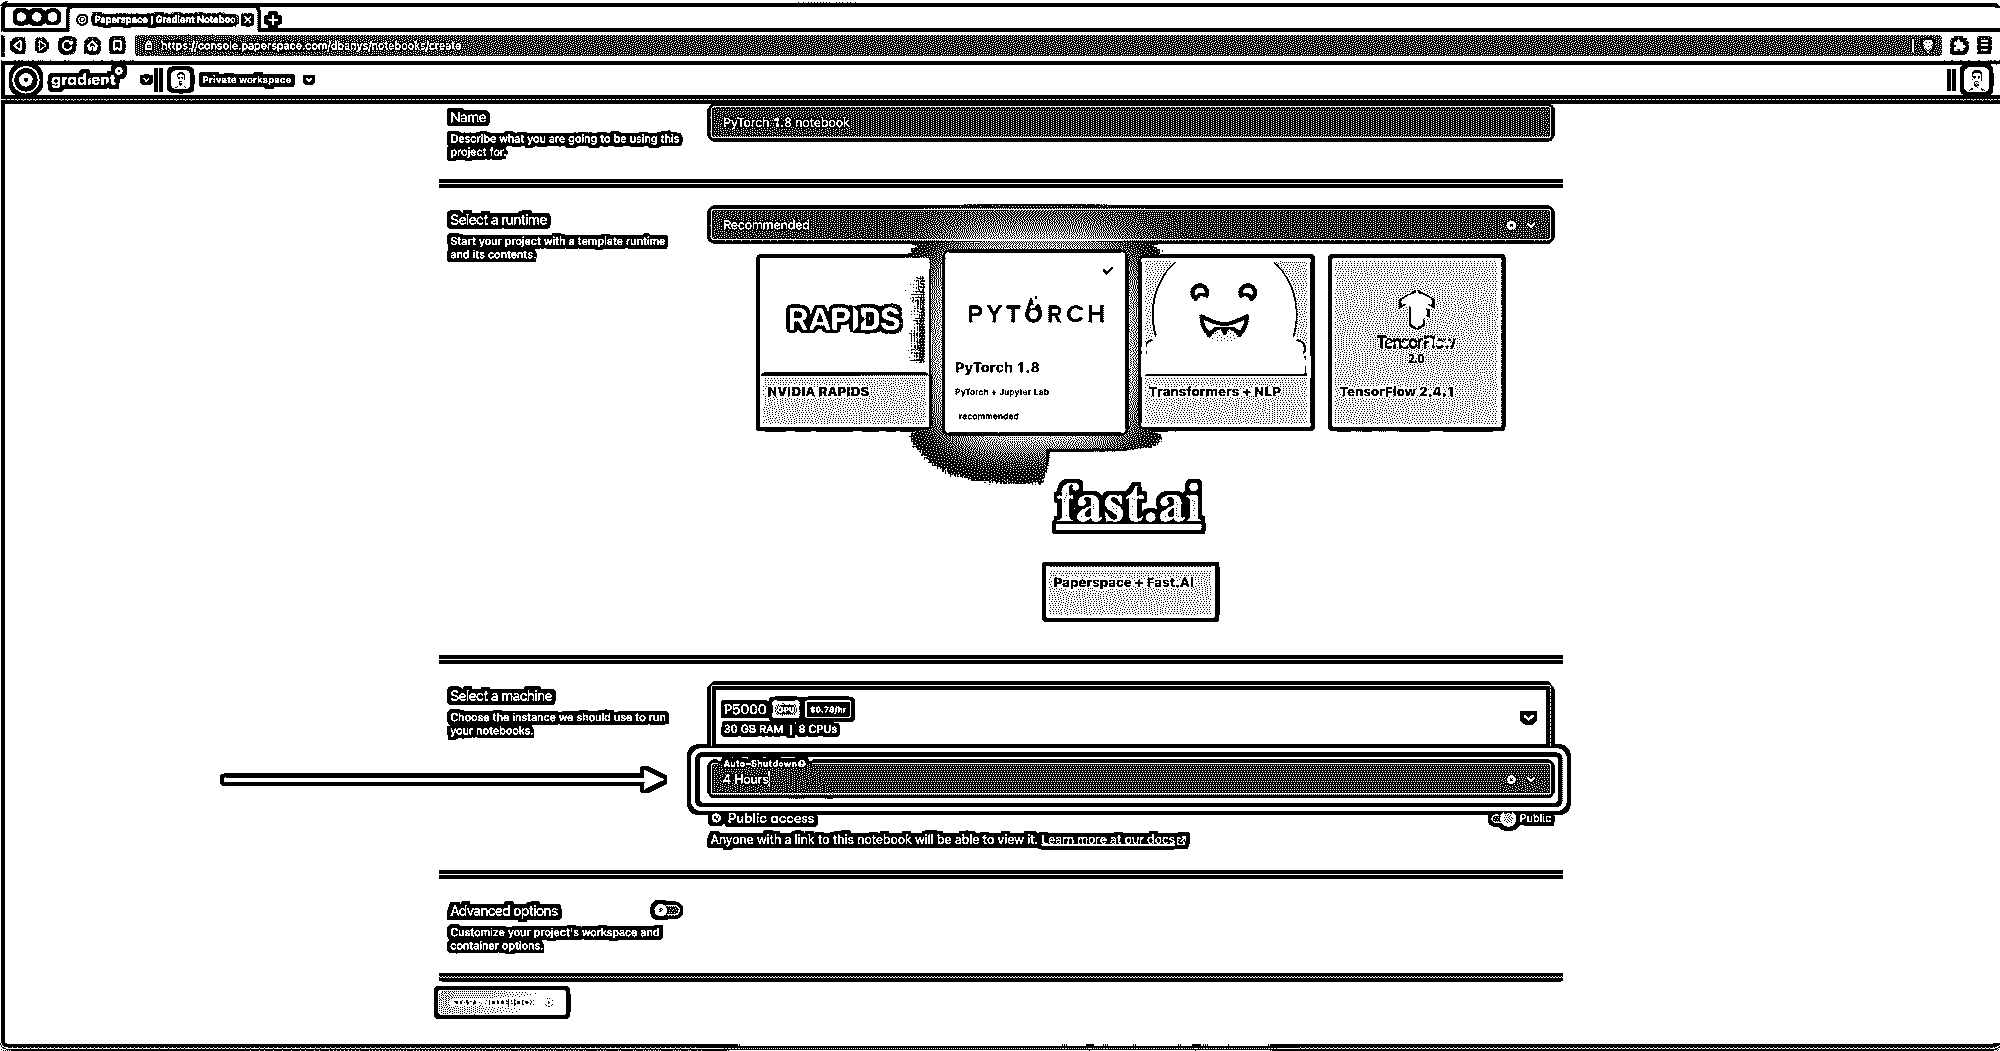 Paperspace | Gradient Noteboo
https://console.paperspace.com/dbanys/notebooks/create
gradient
Private workspace
Name
Describe what you are going to be using this
project for.
PyTorch 1.8 notebook
Select a runtime
Start your project with a template runtime
and its contents.
Recommended
RAPIDS
NVIDIA RAPIDS
PYTORCH
PyTorch 1.8
PyTorch + Jupyter Lab
recommended
Transformers + NLP
TensorFlow
2.0
TensorFlow 2.4.1
fast.ai
Paperspace + Fast.AI
Select a machine
Choose the instance we should use to run
your notebooks.
P5000 GPU $0.78/hr
30 GB RAM | 8 CPUs
Auto-Shutdown
4 Hours
Public access
Public
Anyone with a link to this notebook will be able to view it. Learn more at our docs
Advanced options
Customize your project's workspace and
container options.